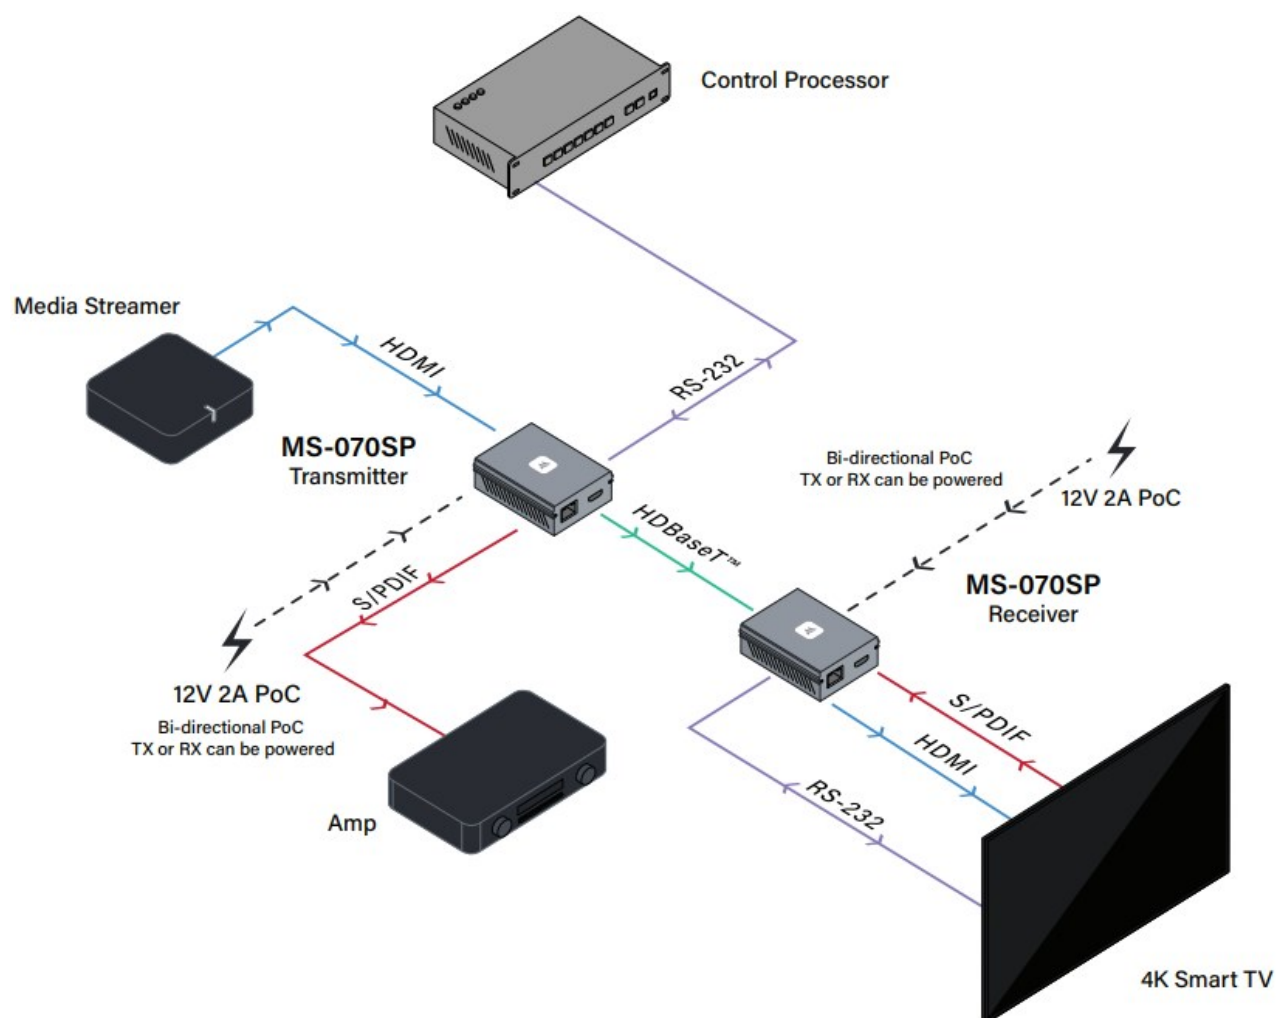 Control Processor
Media Streamer
HDMI
RS-232
MS-070SP
Transmitter
Bi-directional PoC
TX or RX can be powered
12V 2A PoC
HDBaseT™
S/PDIF
MS-070SP
Receiver
12V 2A PoC
Bi-directional PoC
TX or RX can be powered
S/PDIF
HDMI
RS-232
Amp
4K Smart TV